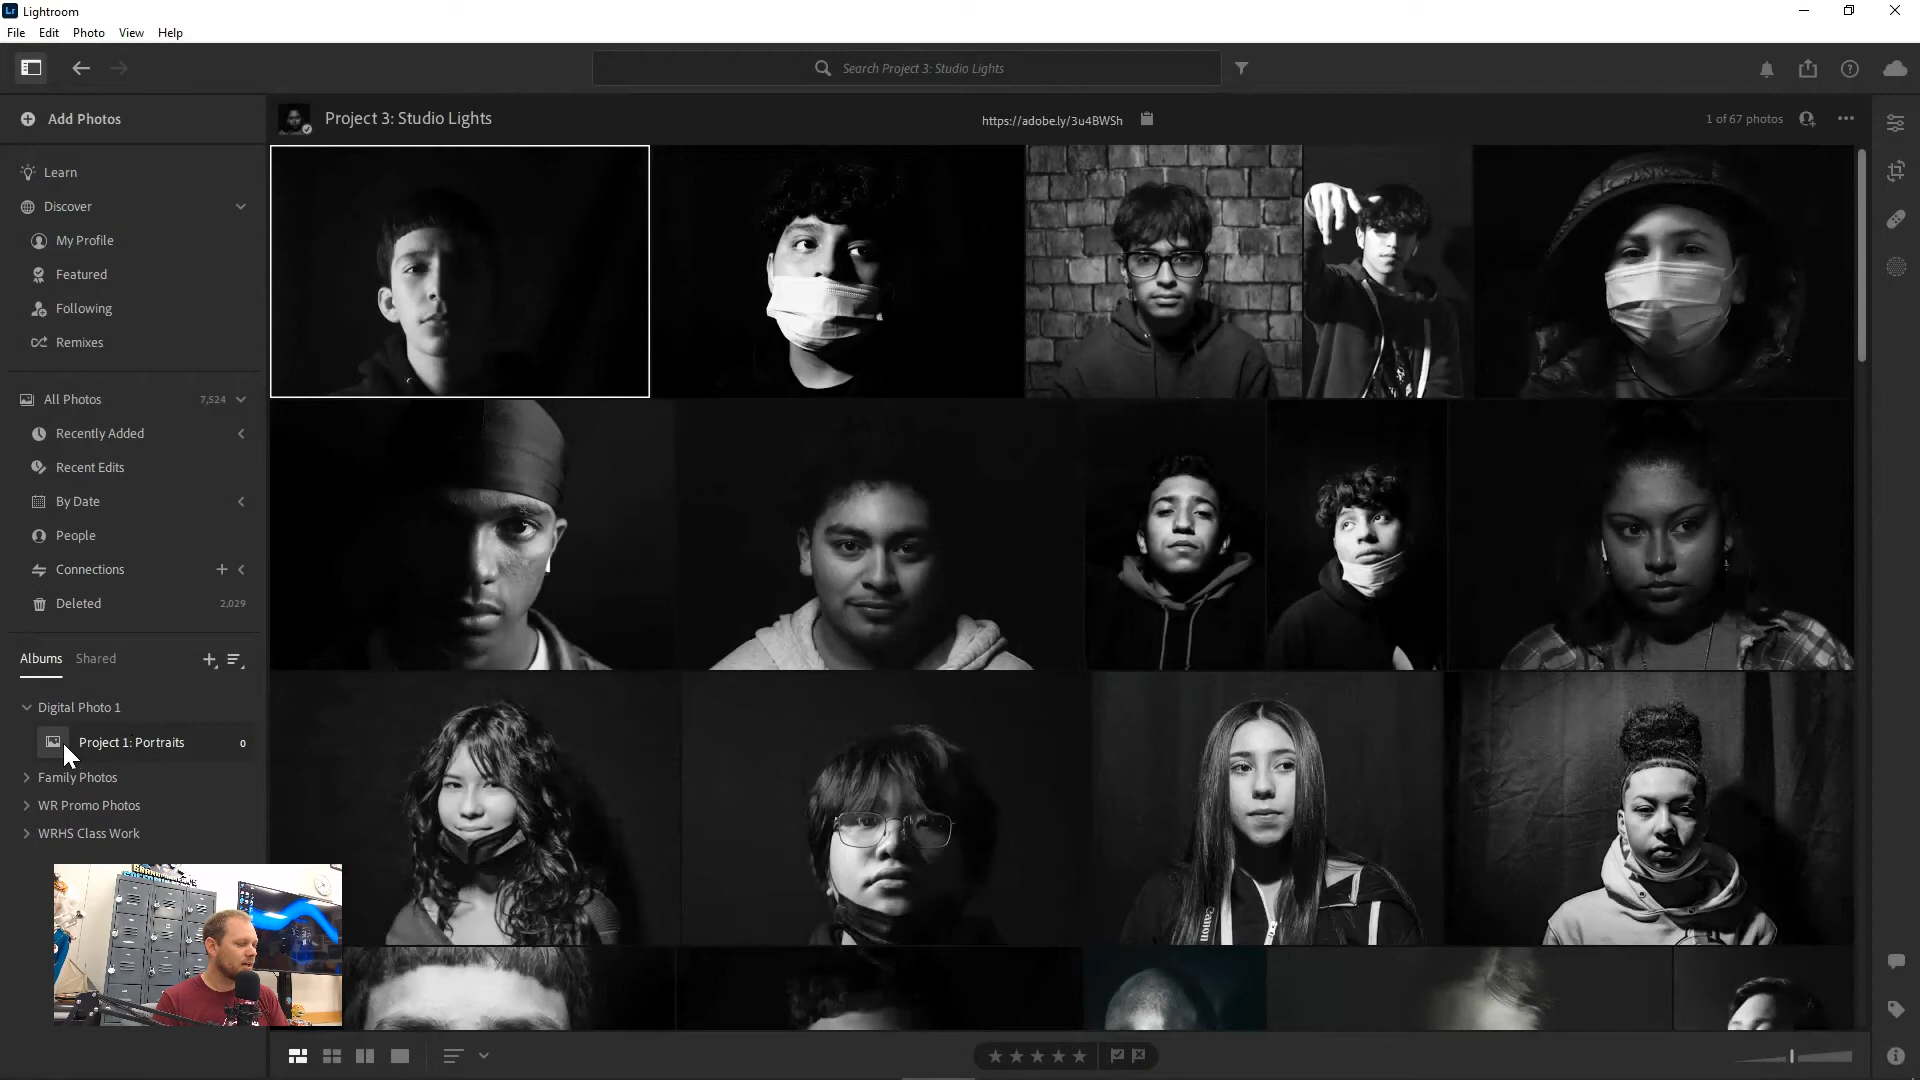 Lr Lightroom
File Edit Photo View Help
Search Project 3: Studio Lights
Add Photos
Project 3: Studio Lights
https://adobe.ly/3u4BWSh
1 of 67 photos
Learn
Discover
My Profile
Featured
Following
Remixes
All Photos 7,524
Recently Added
Recent Edits
By Date
People
Connections
Deleted 2,029
Albums Shared
Digital Photo 1
Project 1: Portraits 0
Family Photos
WR Promo Photos
WRHS Class Work
Canon